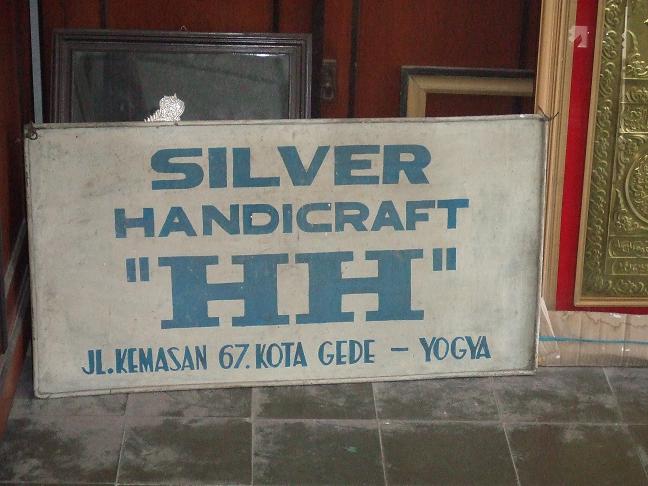 SILVER
HANDICRAFT
"HH"
JL.KEMASAN 67. KOTA GEDE – YOGYA